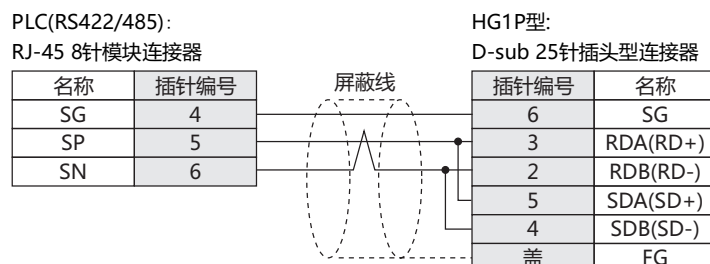 PLC(RS422/485):
RJ-45 8针模块连接器
HG1P型:
D-sub 25针插头型连接器
名称 插针编号 屏蔽线 插针编号 名称
SG 4 6 SG
SP 5 3 RDA(RD+)
SN 6 2 RDB(RD-)
5 SDA(SD+)
4 SDB(SD-)
盖 FG